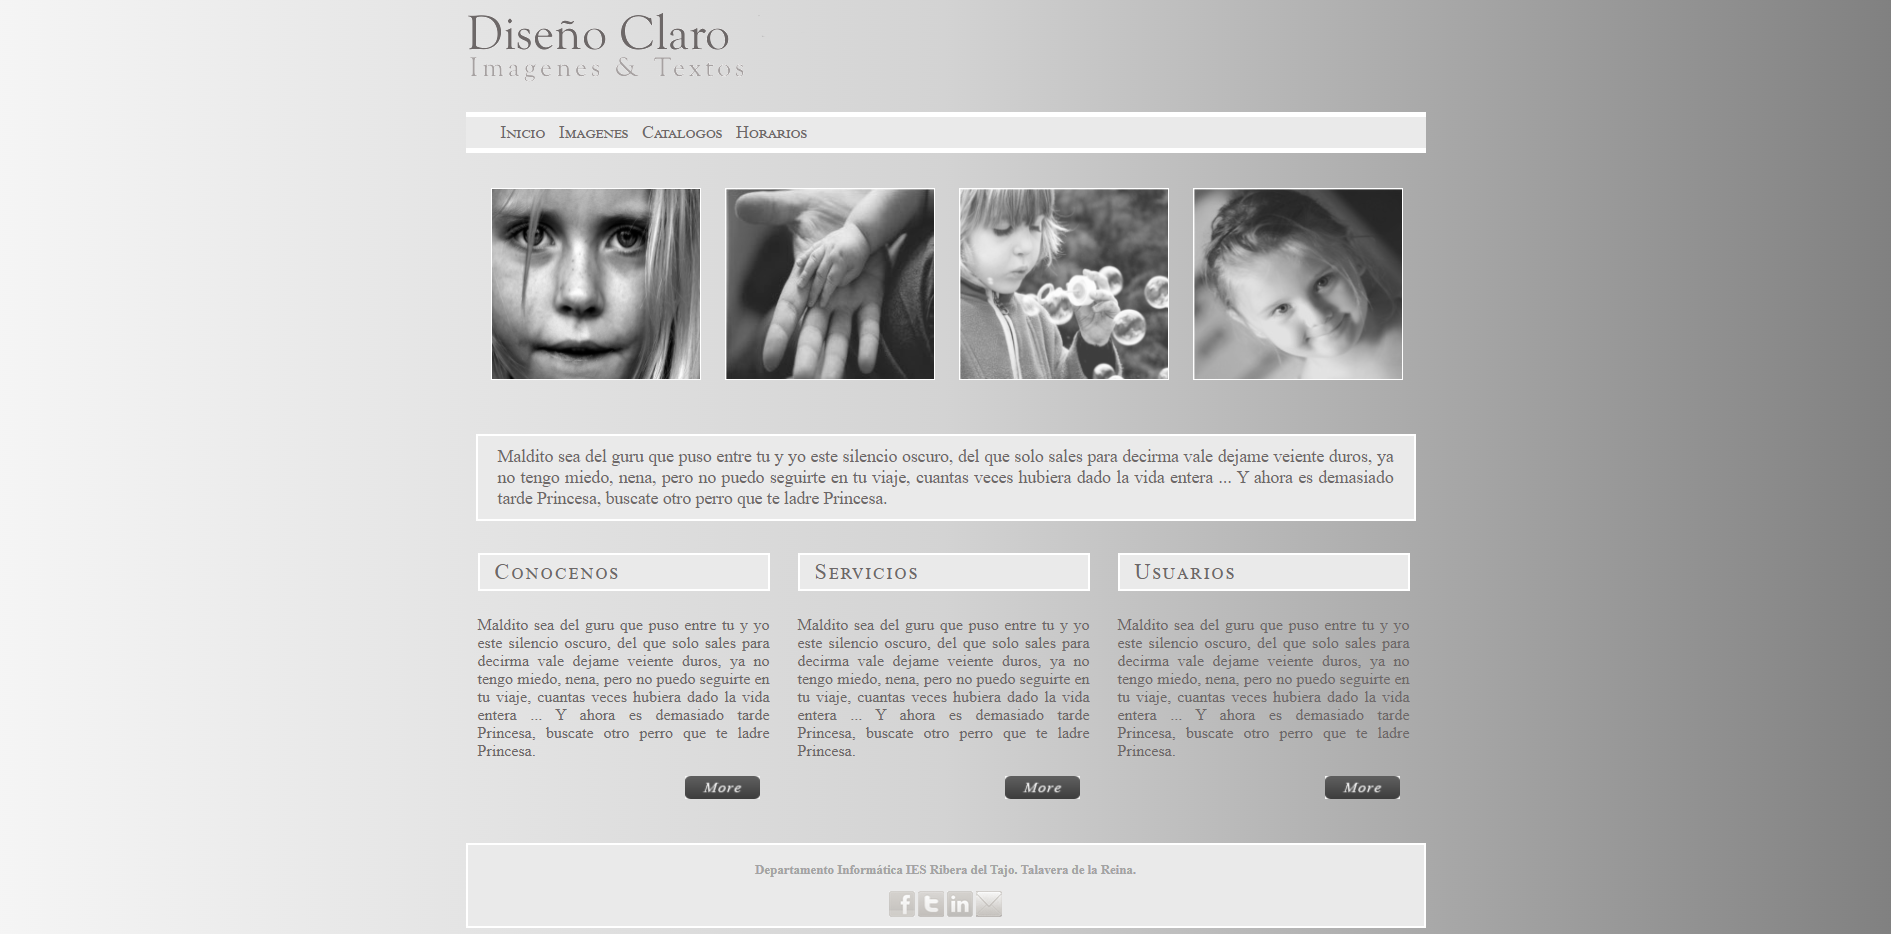 Diseño Claro
Imagenes & Textos
Inicio Imagenes Catalogos Horarios
Maldito sea del guru que puso entre tu y yo este silencio oscuro, del que solo sales para decirma vale dejame veiente duros, ya
no tengo miedo, nena, pero no puedo seguirte en tu viaje, cuantas veces hubiera dado la vida entera ... Y ahora es demasiado
tarde Princesa, buscate otro perro que te ladre Princesa.
Conocenos
Maldito sea del guru que puso entre tu y yo
este silencio oscuro, del que solo sales para
decirma vale dejame veiente duros, ya no
tengo miedo, nena, pero no puedo seguirte en
tu viaje, cuantas veces hubiera dado la vida
entera ... Y ahora es demasiado tarde
Princesa, buscate otro perro que te ladre
Princesa.
More
Servicios
Maldito sea del guru que puso entre tu y yo
este silencio oscuro, del que solo sales para
decirma vale dejame veiente duros, ya no
tengo miedo, nena, pero no puedo seguirte en
tu viaje, cuantas veces hubiera dado la vida
entera ... Y ahora es demasiado tarde
Princesa, buscate otro perro que te ladre
Princesa.
More
Usuarios
Maldito sea del guru que puso entre tu y yo
este silencio oscuro, del que solo sales para
decirma vale dejame veiente duros, ya no
tengo miedo, nena, pero no puedo seguirte en
tu viaje, cuantas veces hubiera dado la vida
entera ... Y ahora es demasiado tarde
Princesa, buscate otro perro que te ladre
Princesa.
More
Departamento Informática IES Ribera del Tajo. Talavera de la Reina.
f t in